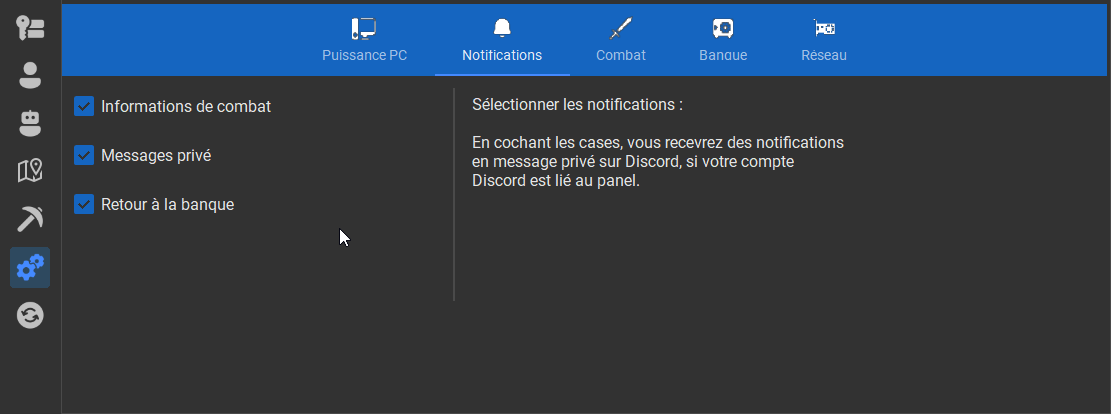 Puissance PC
Notifications
Combat
Banque
Réseau
Informations de combat
Messages privé
Retour à la banque
Sélectionner les notifications :
En cochant les cases, vous recevrez des notifications
en message privé sur Discord, si votre compte
Discord est lié au panel.